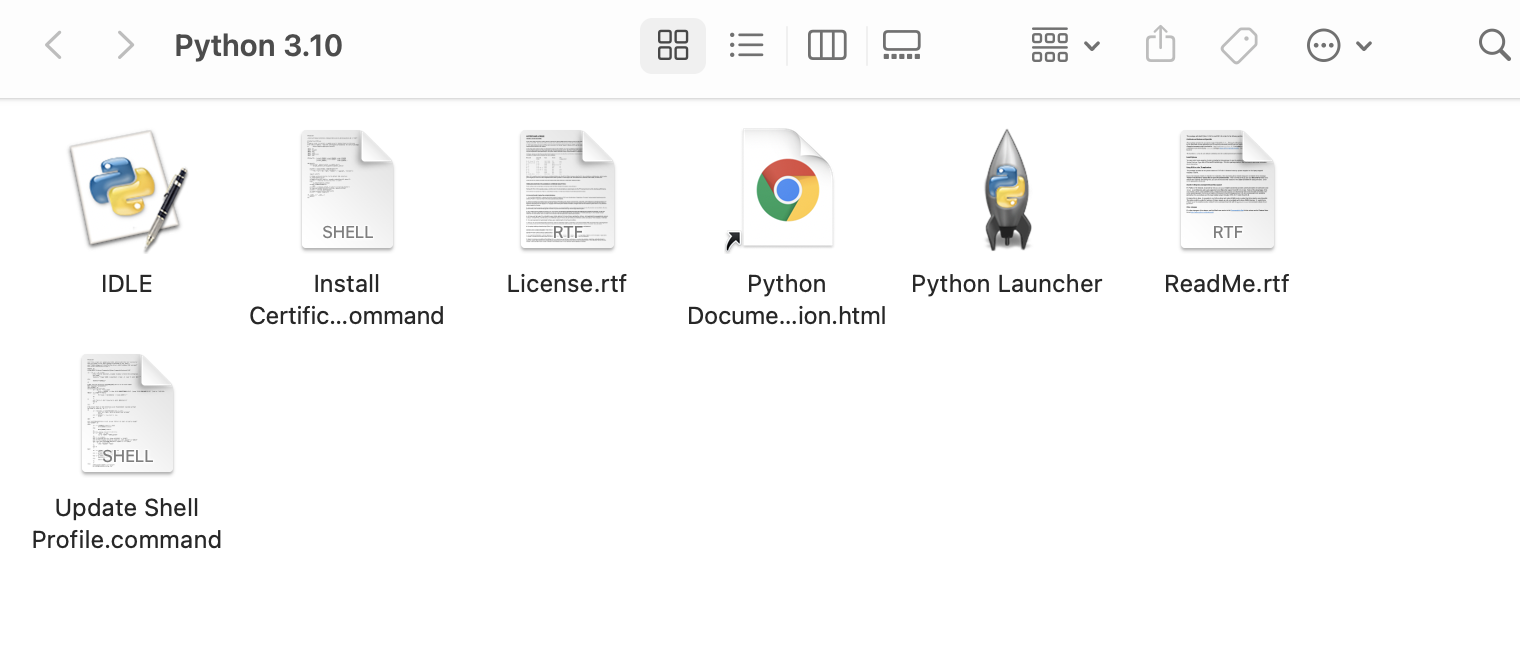 Python 3.10
IDLE
SHELL
Install
Certific...ommand
RTF
License.rtf
Python
Docume...ion.html
Python Launcher
RTF
ReadMe.rtf
SHELL
Update Shell
Profile.command